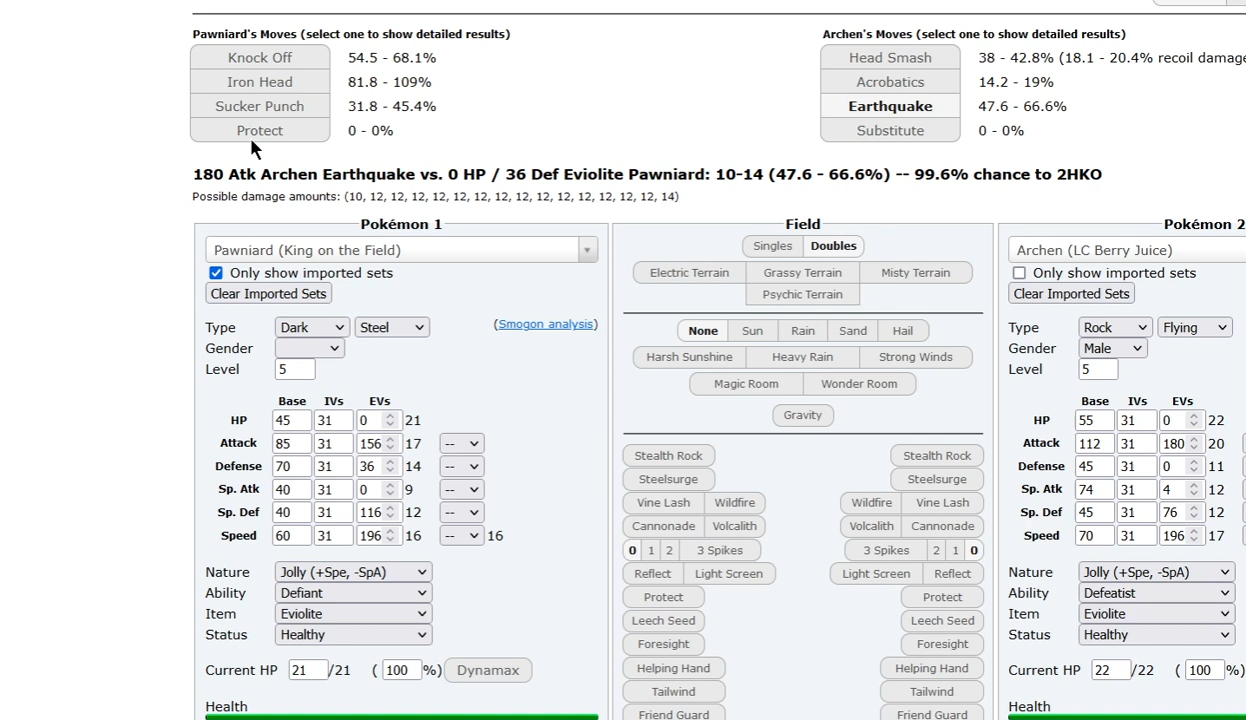 Pawniard's Moves (select one to show detailed results)
Archen's Moves (select one to show detailed results)
Knock Off 54.5 - 68.1%
Head Smash 38 - 42.8% (18.1 - 20.4% recoil damage
Iron Head 81.8 - 109%
Acrobatics 14.2 - 19%
Sucker Punch 31.8 - 45.4%
Earthquake 47.6 - 66.6%
Protect 0 - 0%
Substitute 0 - 0%
180 Atk Archen Earthquake vs. 0 HP / 36 Def Eviolite Pawniard: 10-14 (47.6 - 66.6%) -- 99.6% chance to 2HKO
Possible damage amounts: (10, 12, 12, 12, 12, 12, 12, 12, 12, 12, 12, 12, 12, 12, 12, 14)
Pokémon 1
Pawniard (King on the Field)
Only show imported sets
Clear Imported Sets
(Smogon analysis)
Type Dark Steel
Gender
Level 5
Base IVs EVs
HP 45 31 0 21
Attack 85 31 156 17 --
Defense 70 31 36 14 --
Sp. Atk 40 31 0 9 --
Sp. Def 40 31 116 12 --
Speed 60 31 196 16 -- 16
Nature Jolly (+Spe, -SpA)
Ability Defiant
Item Eviolite
Status Healthy
Current HP 21 /21 ( 100 %) Dynamax
Health
Field
Singles Doubles
Electric Terrain Grassy Terrain Misty Terrain
Psychic Terrain
None Sun Rain Sand Hail
Harsh Sunshine Heavy Rain Strong Winds
Magic Room Wonder Room
Gravity
Stealth Rock Stealth Rock
Steelsurge Steelsurge
Vine Lash Wildfire Wildfire Vine Lash
Cannonade Volcalith Volcalith Cannonade
0 1 2 3 Spikes 3 Spikes 2 1 0
Reflect Light Screen Light Screen Reflect
Protect Protect
Leech Seed Leech Seed
Foresight Foresight
Helping Hand Helping Hand
Tailwind Tailwind
Friend Guard Friend Guard
Pokémon 2
Archen (LC Berry Juice)
Only show imported sets
Clear Imported Sets
Type Rock Flying
Gender Male
Level 5
Base IVs EVs
HP 55 31 0 22
Attack 112 31 180 20
Defense 45 31 0 11
Sp. Atk 74 31 4 12
Sp. Def 45 31 76 12
Speed 70 31 196 17
Nature Jolly (+Spe, -SpA)
Ability Defeatist
Item Eviolite
Status Healthy
Current HP 22 /22 ( 100 %)
Health